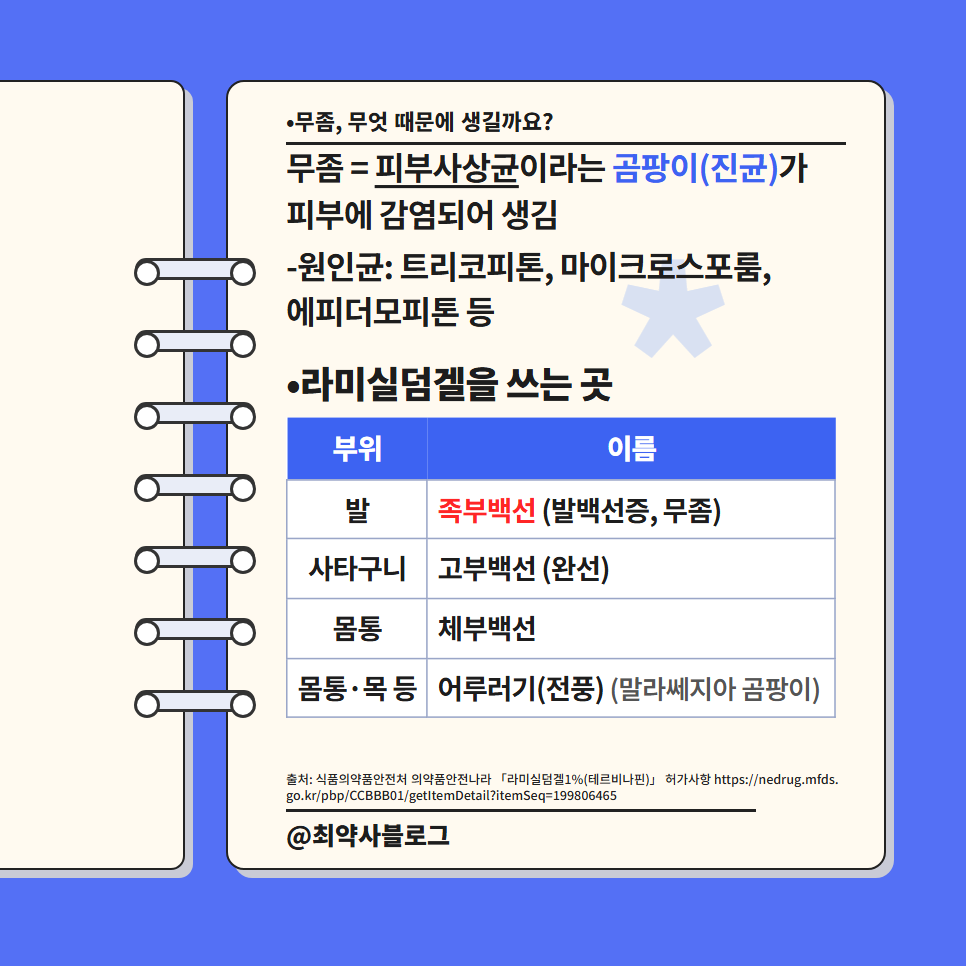 •무좀, 무엇 때문에 생길까요?
무좀 = 피부사상균이라는 곰팡이(진균)가
피부에 감염되어 생김
-원인균: 트리코피톤, 마이크로스포룸,
에피더모피톤 등
•라미실덤겔을 쓰는 곳
부위 이름
발 족부백선 (발백선증, 무좀)
사타구니 고부백선 (완선)
몸통 체부백선
몸통·목 등 어루러기(전풍) (말라쎄지아 곰팡이)
출처: 식품의약품안전처 의약품안전나라 「라미실덤겔1%(테르비나핀)」 허가사항 https://nedrug.mfds.
go.kr/pbp/CCBBB01/getItemDetail?itemSeq=199806465
@최약사블로그